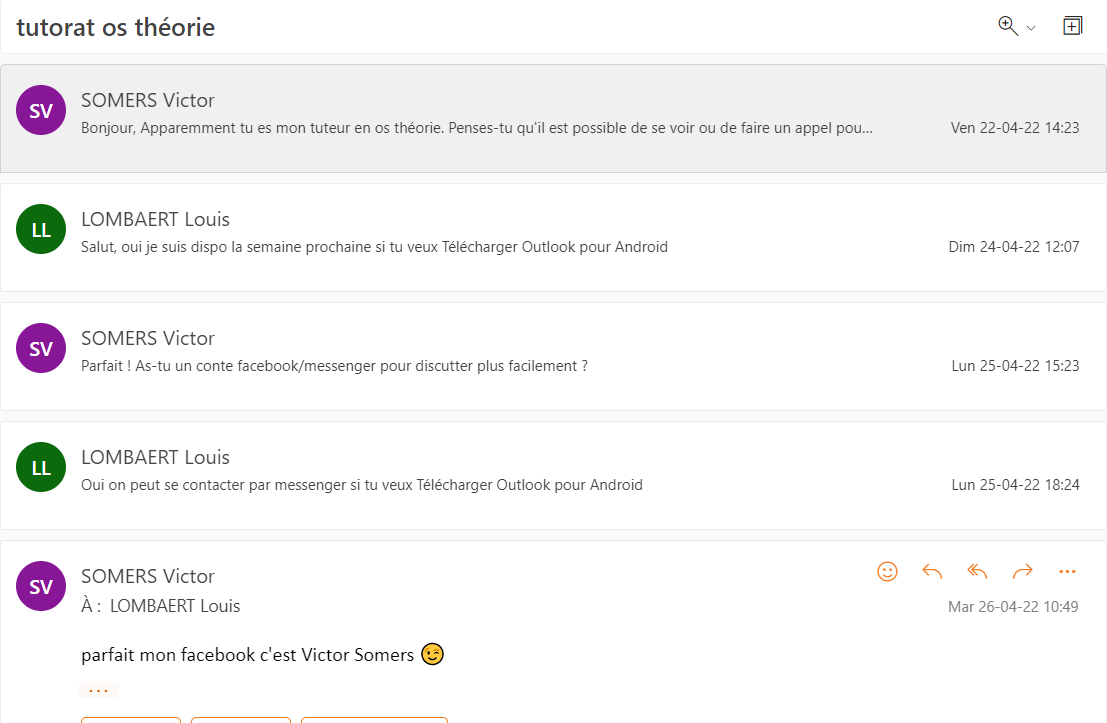 tutorat os théorie
SV
SOMERS Victor
Bonjour, Apparemment tu es mon tuteur en os théorie. Penses-tu qu'il est possible de se voir ou de faire un appel pou...
Ven 22-04-22 14:23
LL
LOMBAERT Louis
Salut, oui je suis dispo la semaine prochaine si tu veux Télécharger Outlook pour Android
Dim 24-04-22 12:07
SV
SOMERS Victor
Parfait ! As-tu un conte facebook/messenger pour discutter plus facilement ?
Lun 25-04-22 15:23
LL
LOMBAERT Louis
Oui on peut se contacter par messenger si tu veux Télécharger Outlook pour Android
Lun 25-04-22 18:24
SV
SOMERS Victor
À : LOMBAERT Louis
Mar 26-04-22 10:49
parfait mon facebook c'est Victor Somers 😉
...